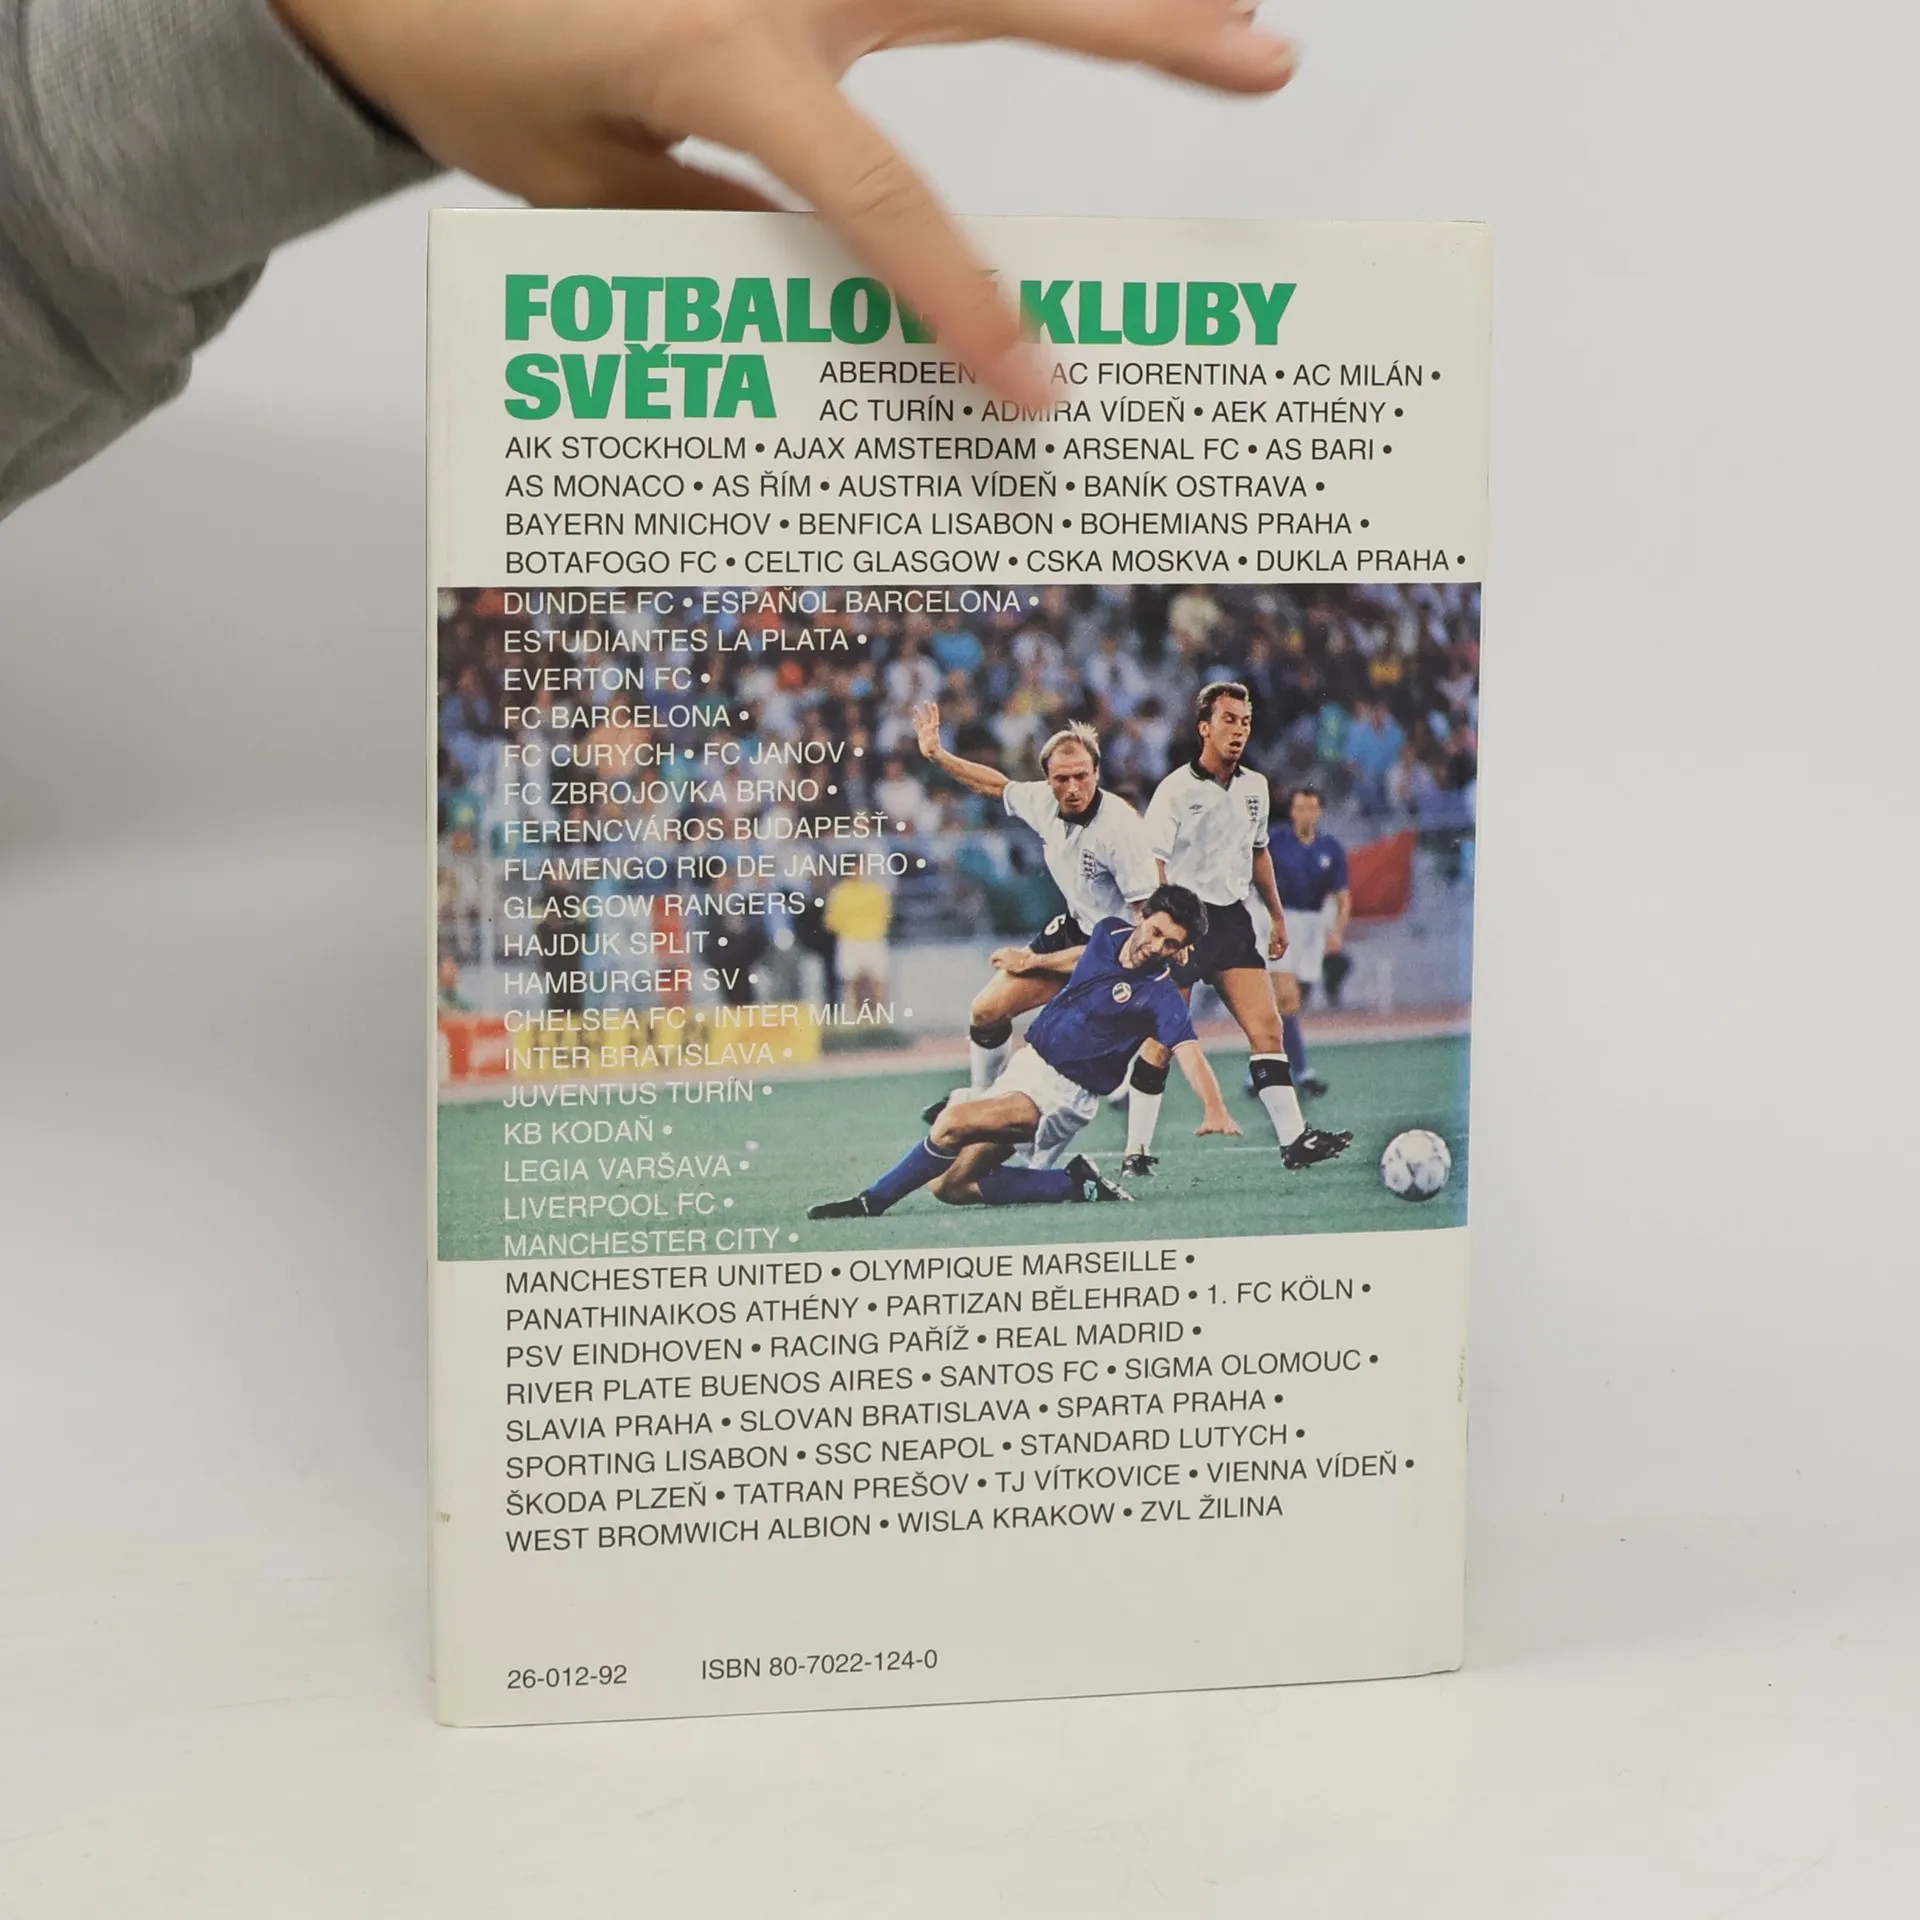 FOTBALOV KLUBY
SVĚTA
ABERDEEN AC FIORENTINA • AC MILÁN •
AC TURÍN • ADMIRA VÍDEŇ • AEK ATHÉNY •
AIK STOCKHOLM • AJAX AMSTERDAM • ARSENAL FC • AS BARI •
AS MONACO • AS ŘÍM • AUSTRIA VÍDEŇ • BANÍK OSTRAVA •
BAYERN MNICHOV • BENFICA LISABON • BOHEMIANS PRAHA •
BOTAFOGO FC • CELTIC GLASGOW • CSKA MOSKVA • DUKLA PRAHA •
DUNDEE FC • ESPAŇOL BARCELONA •
ESTUDIANTES LA PLATA •
EVERTON FC •
FC BARCELONA •
FC CURYCH • FC JANOV •
FC ZBROJOVKA BRNO •
FERENCVÁROS BUDAPEŠŤ •
FLAMENGO RIO DE JANEIRO •
GLASGOW RANGERS •
HAJDUK SPLIT •
HAMBURGER SV •
CHELSEA FC • INTER MILÁN •
INTER BRATISLAVA •
JUVENTUS TURÍN •
KB KODAŇ •
LEGIA VARŠAVA •
LIVERPOOL FC •
MANCHESTER CITY •
MANCHESTER UNITED • OLYMPIQUE MARSEILLE •
PANATHINAIKOS ATHÉNY • PARTIZAN BĚLEHRAD • 1. FC KÖLN •
PSV EINDHOVEN • RACING PAŘÍŽ • REAL MADRID •
RIVER PLATE BUENOS AIRES • SANTOS FC • SIGMA OLOMOUC •
SLAVIA PRAHA • SLOVAN BRATISLAVA • SPARTA PRAHA •
SPORTING LISABON • SSC NEAPOL • STANDARD LUTYCH •
ŠKODA PLZEŇ • TATRAN PREŠOV • TJ VÍTKOVICE • VIENNA VÍDEŇ •
WEST BROMWICH ALBION • WISLA KRAKOW • ZVL ŽILINA
26-012-92 ISBN 80-7022-124-0